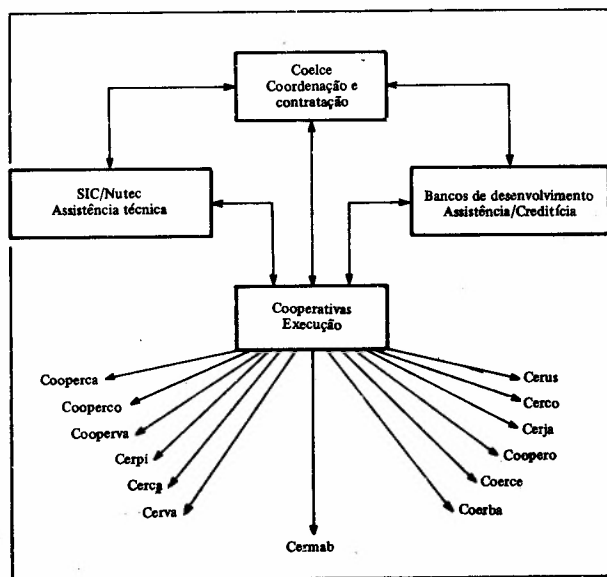 Coelce
Coordenação e
contratação
SIC/Nutec
Assistência técnica
Bancos de desenvolvimento
Assistência/Creditícia
Cooperativas
Execução
Cooperca
Cooperco
Cooperva
Cerpi
Cerca
Cerva
Cermab
Cerus
Cerco
Cerja
Coopero
Coerce
Coerba